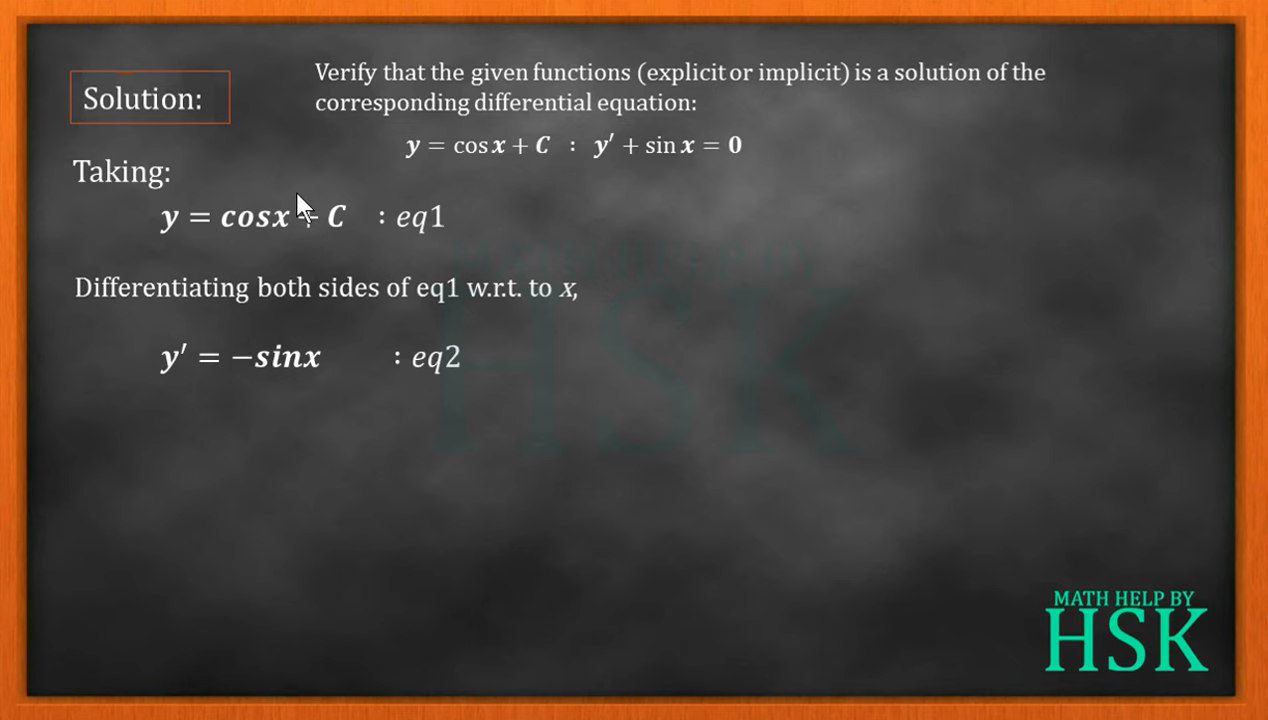 Solution:
Verify that the given functions (explicit or implicit) is a solution of the
corresponding differential equation:
y = cos x + C : y′ + sin x = 0
Taking:
y = cosx + C : eq1
Differentiating both sides of eq1 w.r.t. to x,
y′ = −sinx : eq2
HSK
MATH HELP BY
HSK